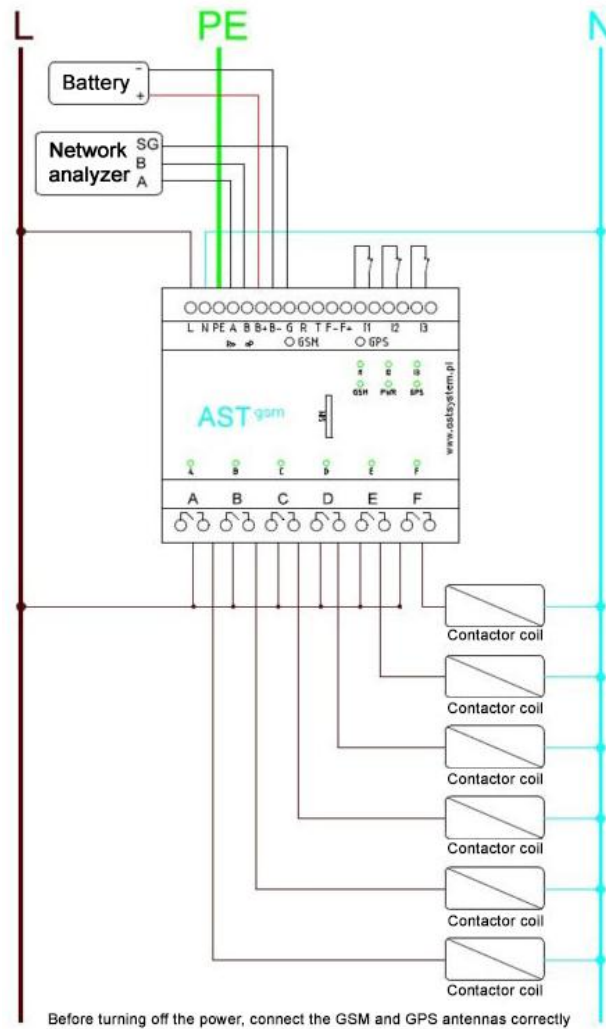 L PE N
Battery - +
Network analyzer SG B A
L N PE A B B+ B- G R T F- F+ I1 I2 I3
GSM GPS
I1 I2 I3
GSM PWR GPS
AST gsm
SIM
www.astsystem.pl
A B C D E F
A B C D E F
Contactor coil
Contactor coil
Contactor coil
Contactor coil
Contactor coil
Contactor coil
Before turning off the power, connect the GSM and GPS antennas correctly